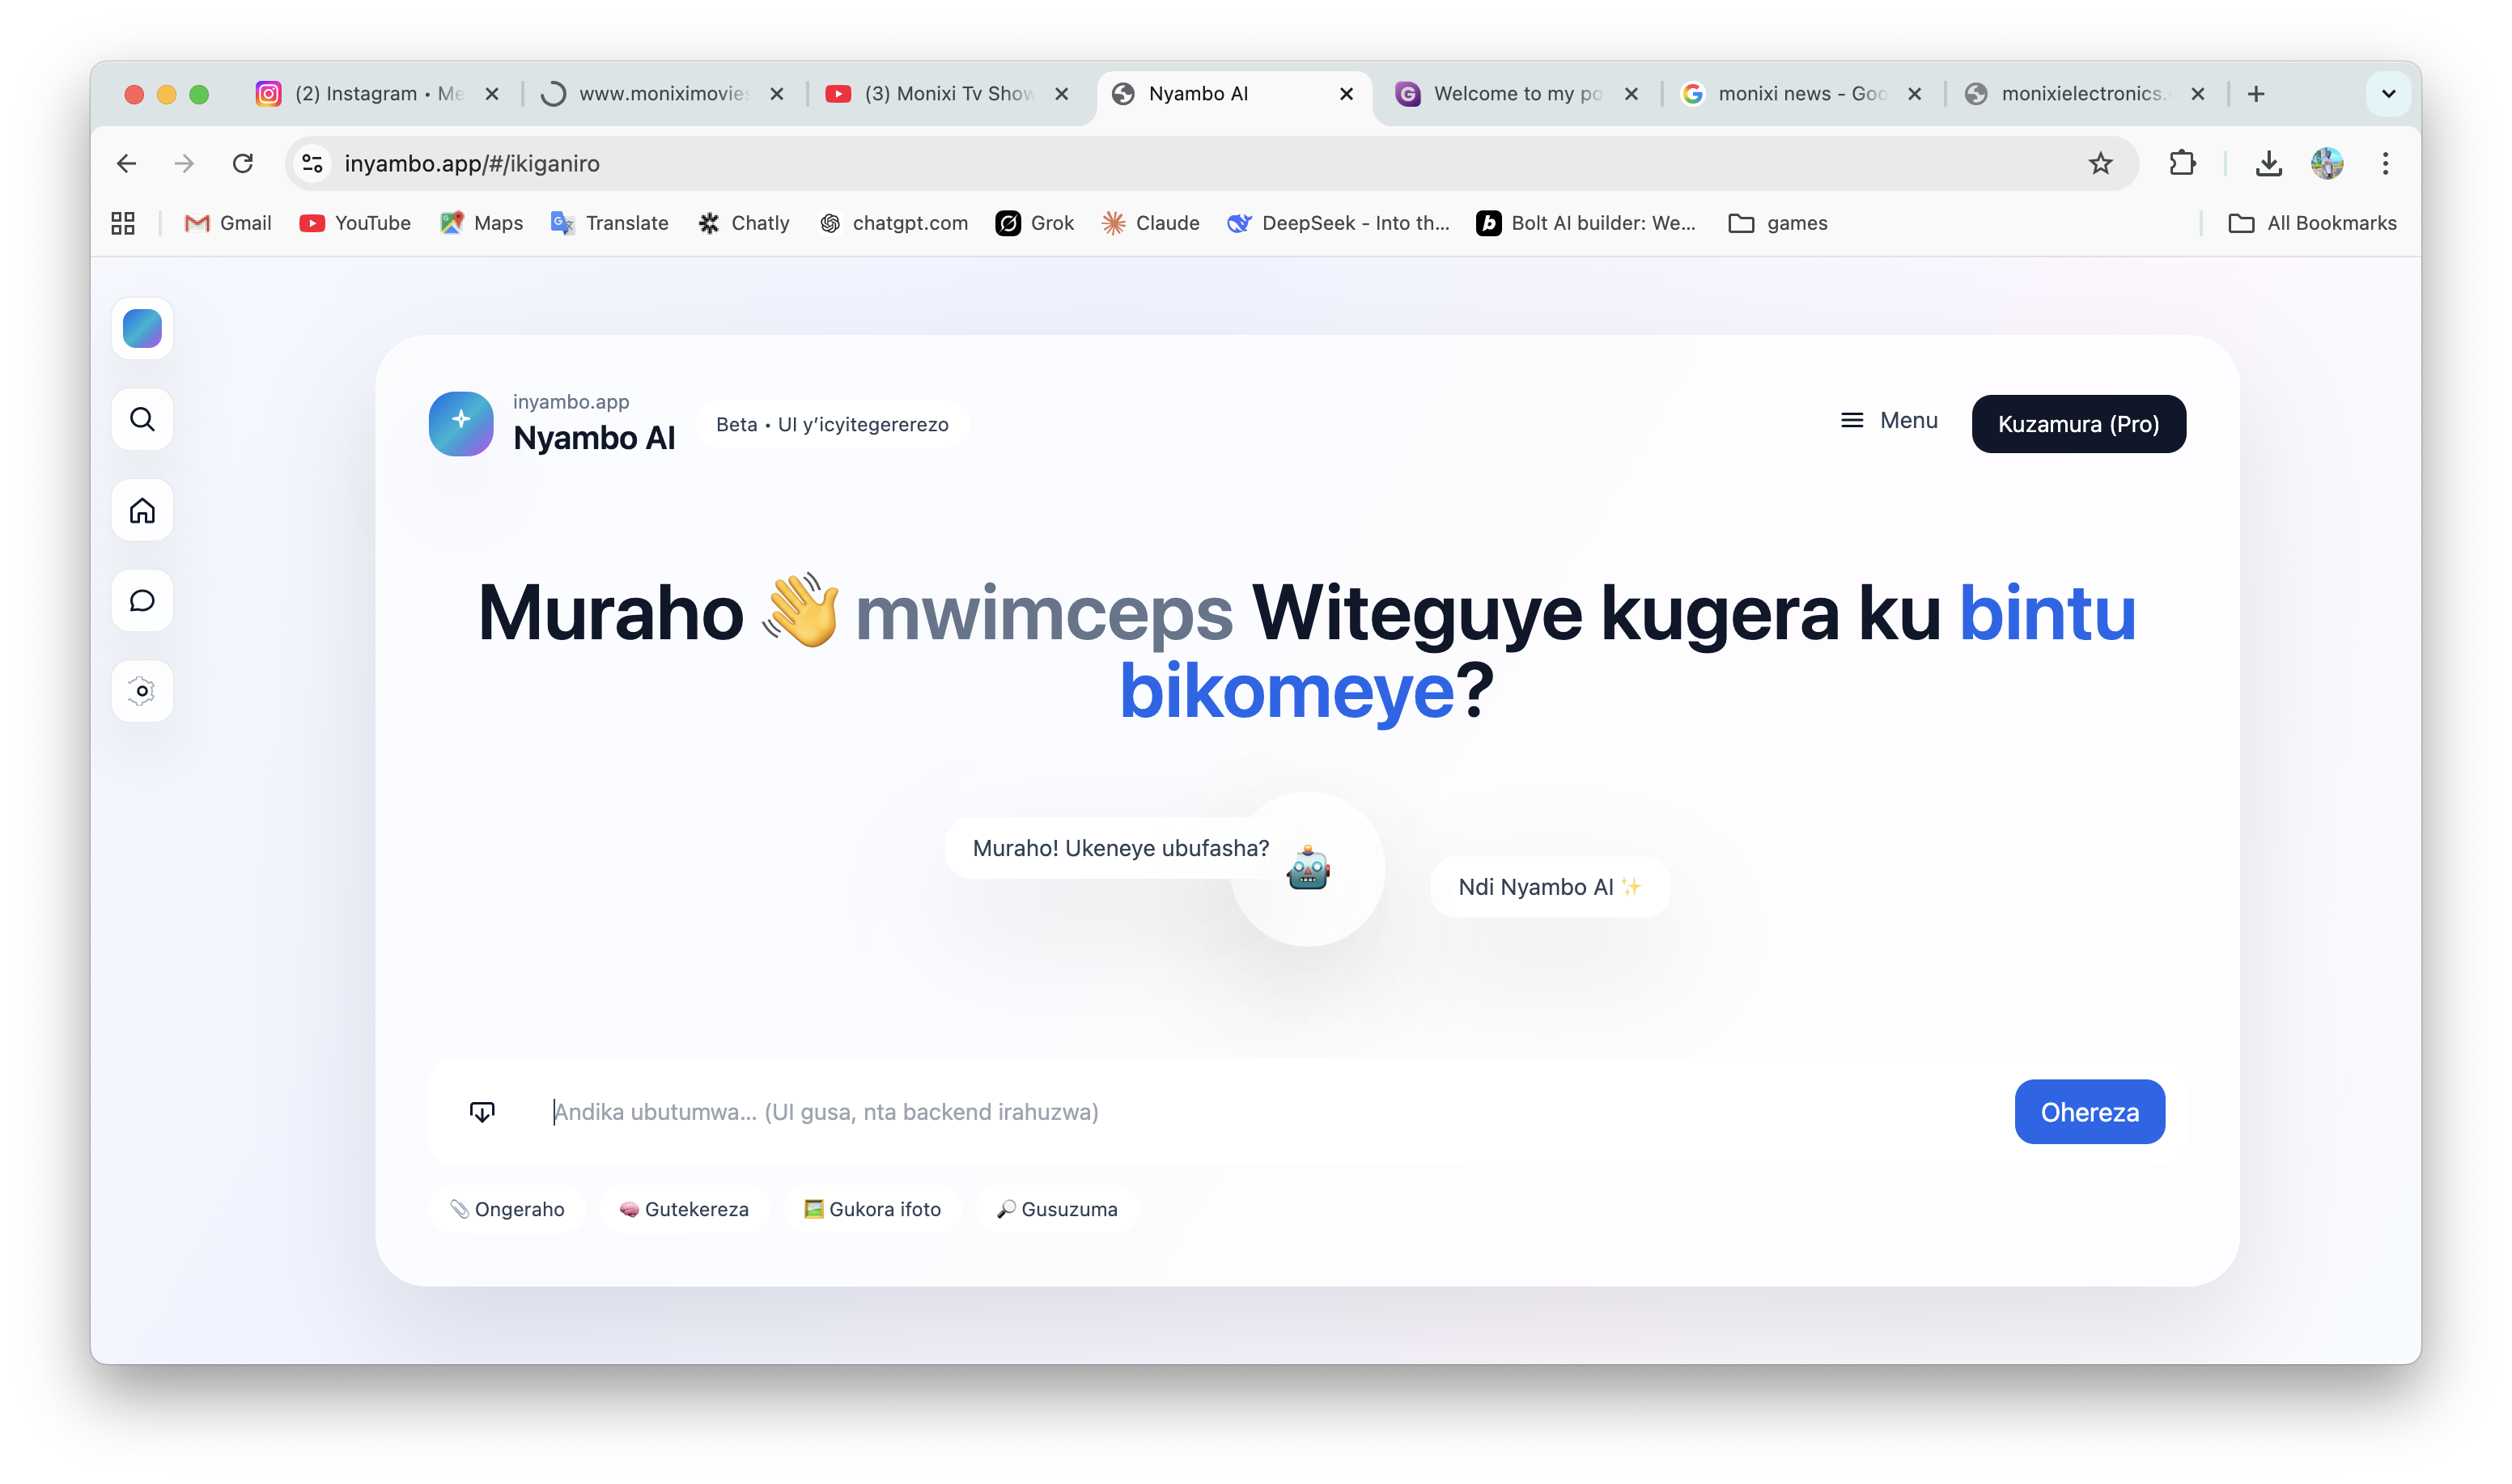 (2) Instagram • Me
www.moniximovies
(3) Monixi Tv Show
Nyambo AI
Welcome to my po
monixi news - Goo
monixielectronics.
inyambo.app/#/ikiganiro
Gmail
YouTube
Maps
Translate
Chatly
chatgpt.com
Grok
Claude
DeepSeek - Into th...
Bolt AI builder: We...
games
All Bookmarks
inyambo.app
Nyambo AI
Beta • UI y’icyitegererezo
Menu
Kuzamura (Pro)
Muraho 👋 mwimceps Witeguye kugera ku bintu
bikomeye?
Muraho! Ukeneye ubufasha?
Ndi Nyambo AI ✨
Andika ubutumwa... (UI gusa, nta backend irahuzwa)
Ohereza
📎 Ongeraho
🧠 Gutekereza
🖼️ Gukora ifoto
🔎 Gusuzuma